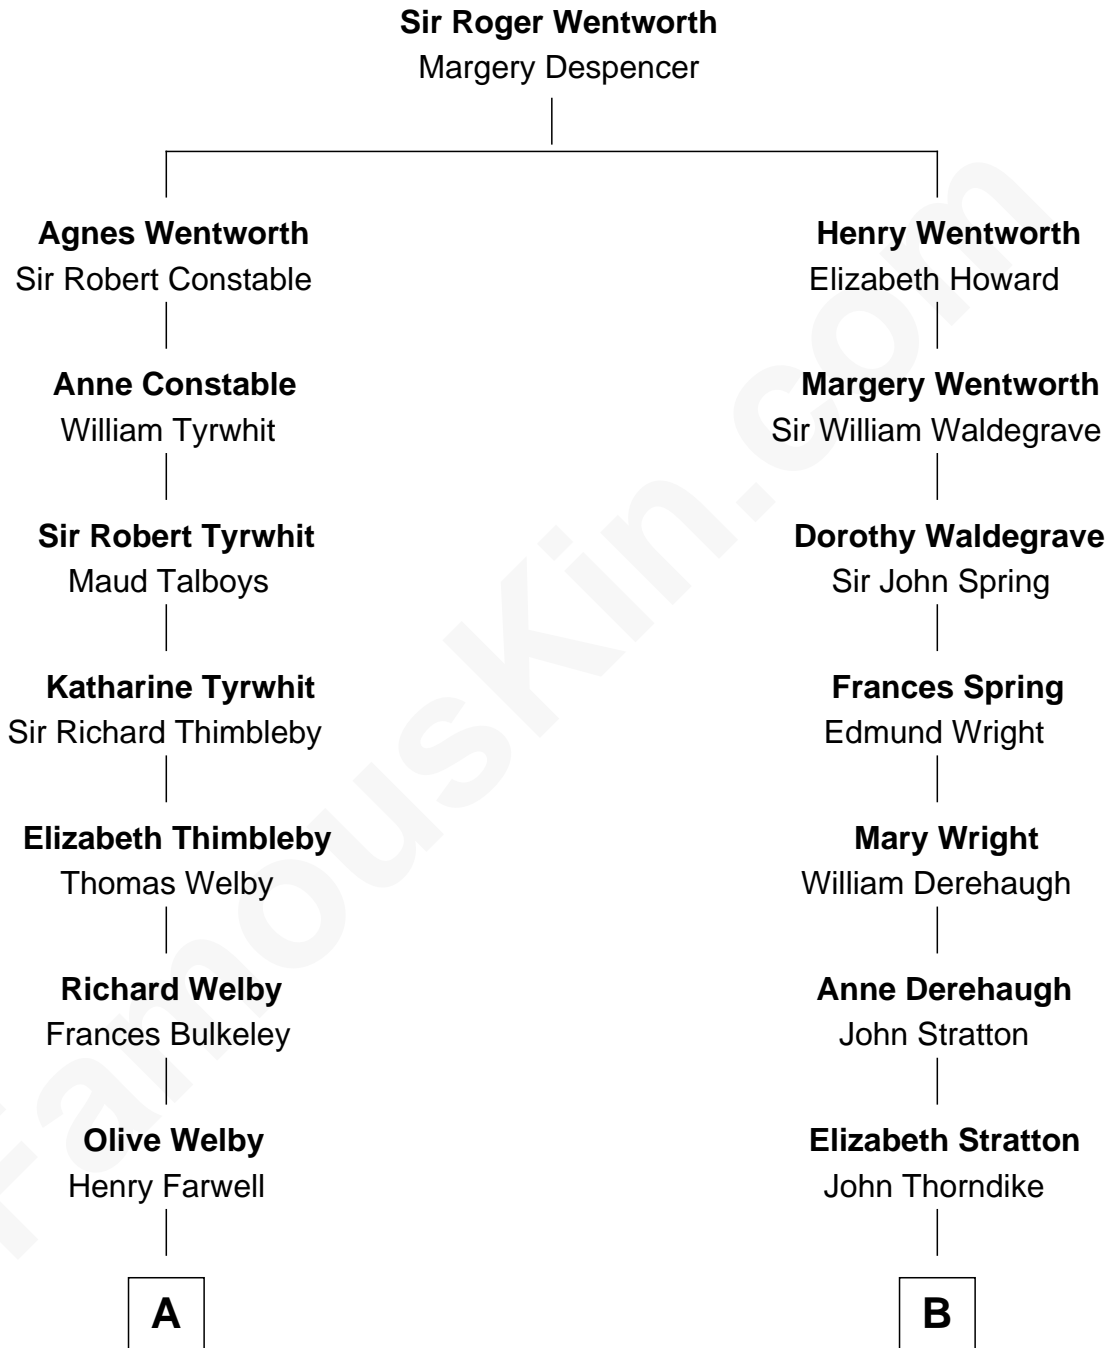 Sir Roger Wentworth
Margery Despencer
Agnes Wentworth
Sir Robert Constable
Henry Wentworth
Elizabeth Howard
Anne Constable
William Tyrwhit
Margery Wentworth
Sir William Waldegrave
Sir Robert Tyrwhit
Maud Talboys
Dorothy Waldegrave
Sir John Spring
Katharine Tyrwhit
Sir Richard Thimbleby
Frances Spring
Edmund Wright
Elizabeth Thimbleby
Thomas Welby
Mary Wright
William Derehaugh
Richard Welby
Frances Bulkeley
Anne Derehaugh
John Stratton
Olive Welby
Henry Farwell
Elizabeth Stratton
John Thorndike
A
B
FamousKin.com